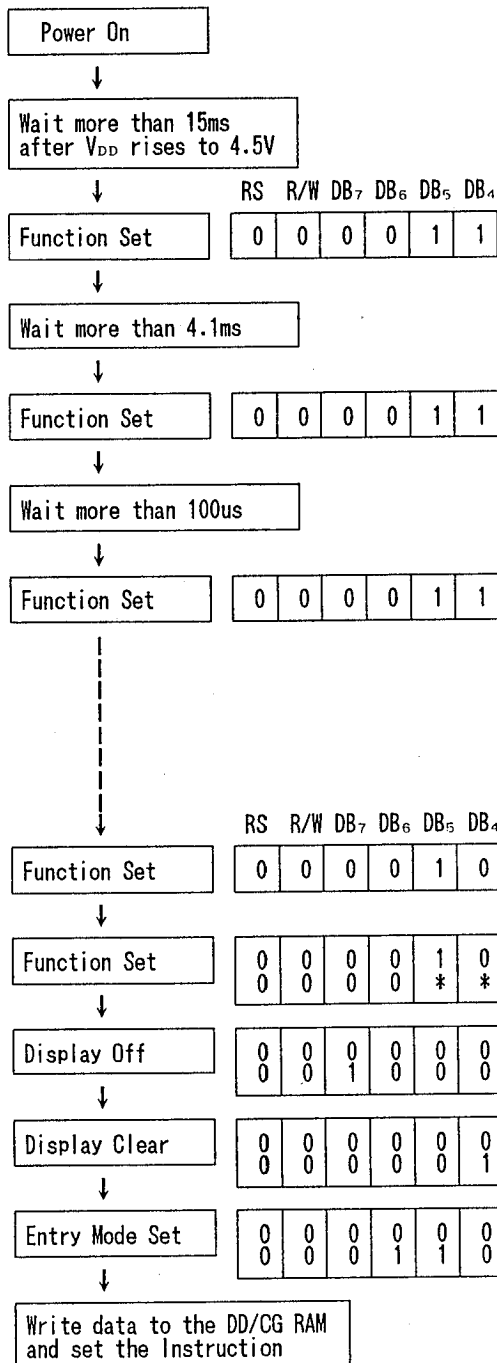 Power On
↓
Wait more than 15ms
after VDD rises to 4.5V
↓
RS R/W DB₇ DB₆ DB₅ DB₄
Function Set 0 0 0 0 1 1
↓
Wait more than 4.1ms
↓
Function Set 0 0 0 0 1 1
↓
Wait more than 100us
↓
Function Set 0 0 0 0 1 1
RS R/W DB₇ DB₆ DB₅ DB₄
Function Set 0 0 0 0 1 0
↓
Function Set 0 0 0 0 1 0
0 0 0 0 * *
↓
Display Off 0 0 0 0 0 0
0 0 1 0 0 0
↓
Display Clear 0 0 0 0 0 0
0 0 0 0 0 1
↓
Entry Mode Set 0 0 0 0 0 0
0 0 0 1 1 0
↓
Write data to the DD/CG RAM
and set the Instruction